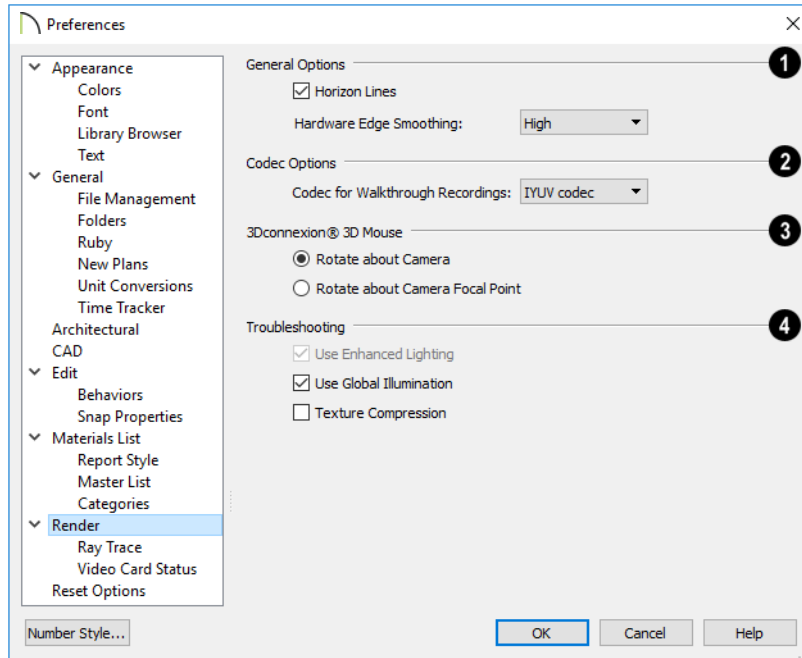 Preferences
Appearance
Colors
Font
Library Browser
Text
General
File Management
Folders
Ruby
New Plans
Unit Conversions
Time Tracker
Architectural
CAD
Edit
Behaviors
Snap Properties
Materials List
Report Style
Master List
Categories
Render
Ray Trace
Video Card Status
Reset Options
General Options 1
Horizon Lines
Hardware Edge Smoothing: High
Codec Options 2
Codec for Walkthrough Recordings: IYUV codec
3Dconnexion® 3D Mouse 3
Rotate about Camera
Rotate about Camera Focal Point
Troubleshooting 4
Use Enhanced Lighting
Use Global Illumination
Texture Compression
Number Style... OK Cancel Help